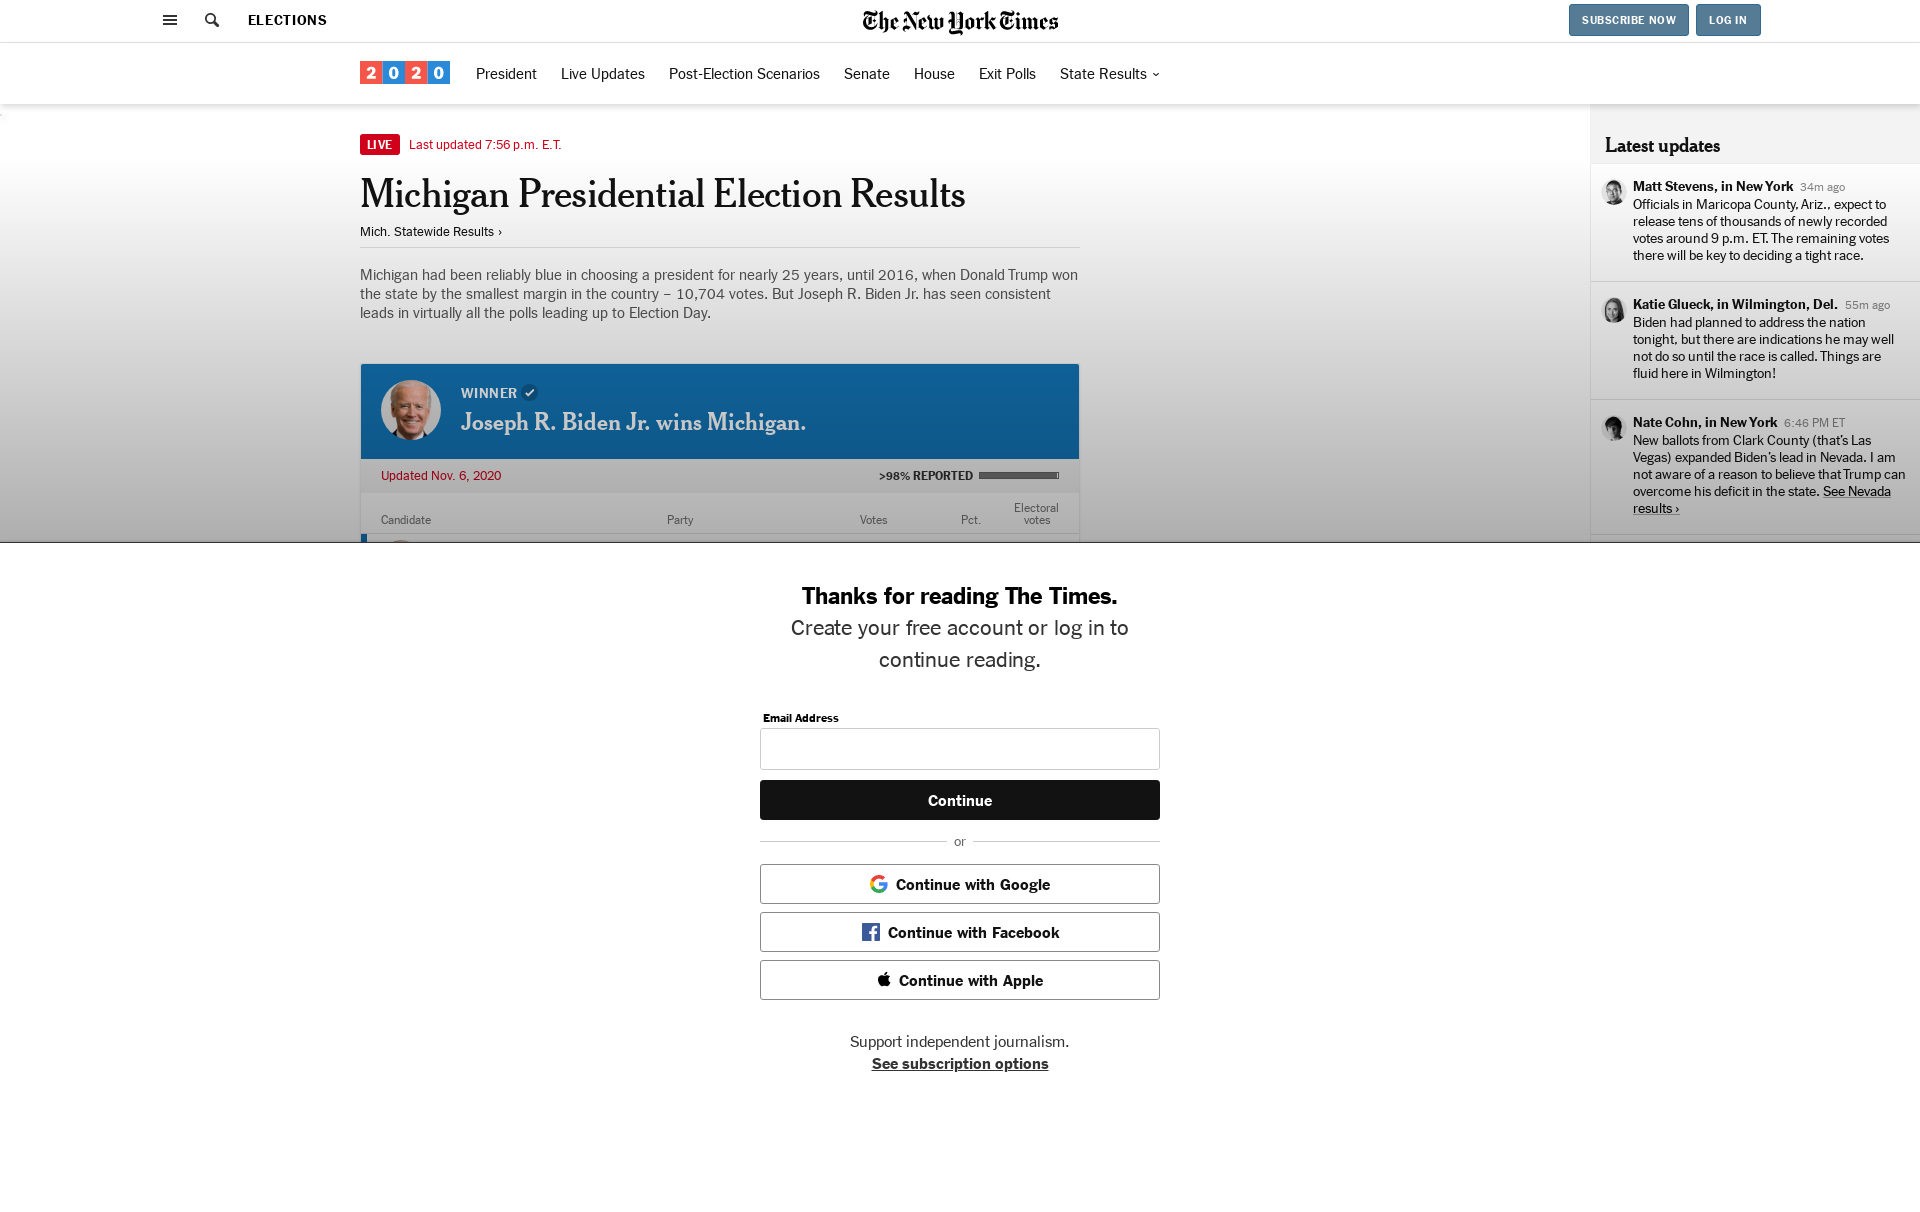 ELECTIONS
The New York Times
SUBSCRIBE NOW
LOG IN
2020
President
Live Updates
Post-Election Scenarios
Senate
House
Exit Polls
State Results
LIVE
Last updated 7:56 p.m. E.T.
Michigan Presidential Election Results
Mich. Statewide Results ›
Michigan had been reliably blue in choosing a president for nearly 25 years, until 2016, when Donald Trump won
the state by the smallest margin in the country – 10,704 votes. But Joseph R. Biden Jr. has seen consistent
leads in virtually all the polls leading up to Election Day.
WINNER
Joseph R. Biden Jr. wins Michigan.
Updated Nov. 6, 2020
>98% REPORTED
Candidate
Party
Votes
Pct.
Electoral
votes
Latest updates
Matt Stevens, in New York 34m ago
Officials in Maricopa County, Ariz., expect to
release tens of thousands of newly recorded
votes around 9 p.m. ET. The remaining votes
there will be key to deciding a tight race.
Katie Glueck, in Wilmington, Del. 55m ago
Biden had planned to address the nation
tonight, but there are indications he may well
not do so until the race is called. Things are
fluid here in Wilmington!
Nate Cohn, in New York 6:46 PM ET
New ballots from Clark County (that’s Las
Vegas) expanded Biden’s lead in Nevada. I am
not aware of a reason to believe that Trump can
overcome his deficit in the state. See Nevada
results ›
Thanks for reading The Times.
Create your free account or log in to
continue reading.
Email Address
Continue
or
Continue with Google
Continue with Facebook
Continue with Apple
Support independent journalism.
See subscription options